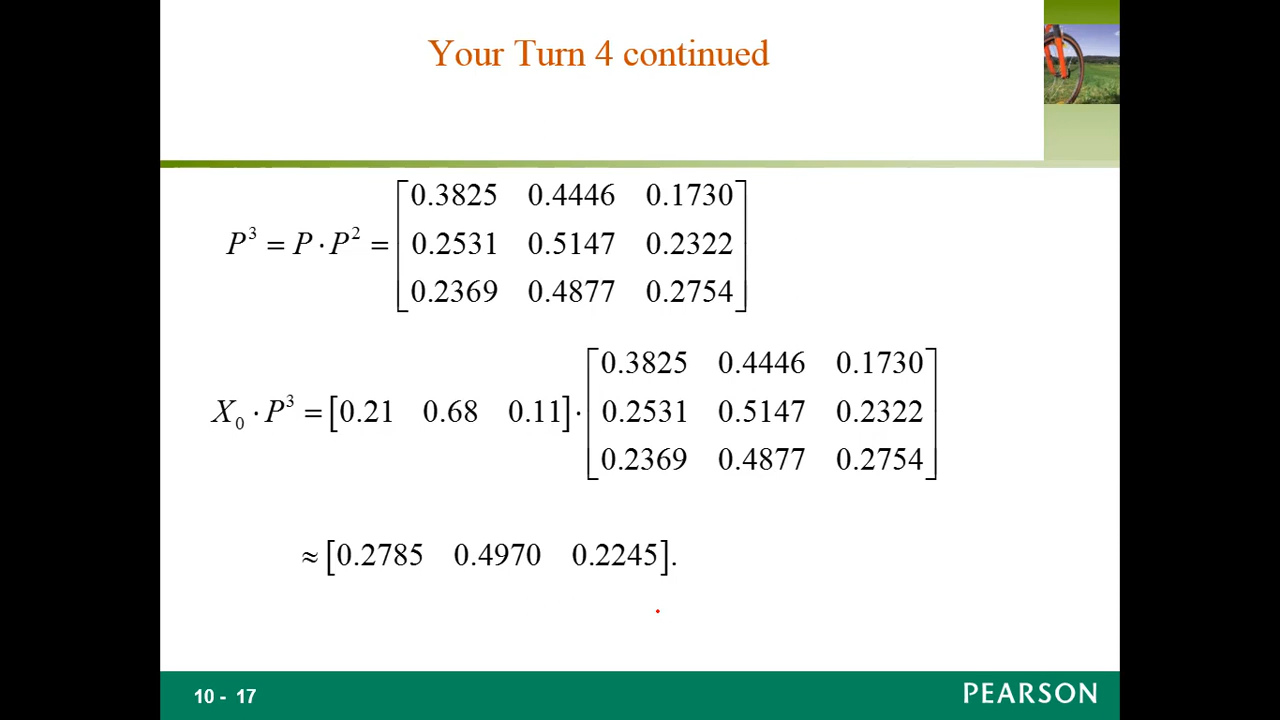 Your Turn 4 continued
P³ = P · P² = [0.3825 0.4446 0.1730
0.2531 0.5147 0.2322
0.2369 0.4877 0.2754]
X₀ · P³ = [0.21 0.68 0.11] · [0.3825 0.4446 0.1730
0.2531 0.5147 0.2322
0.2369 0.4877 0.2754]
≈ [0.2785 0.4970 0.2245].
10 - 17
PEARSON